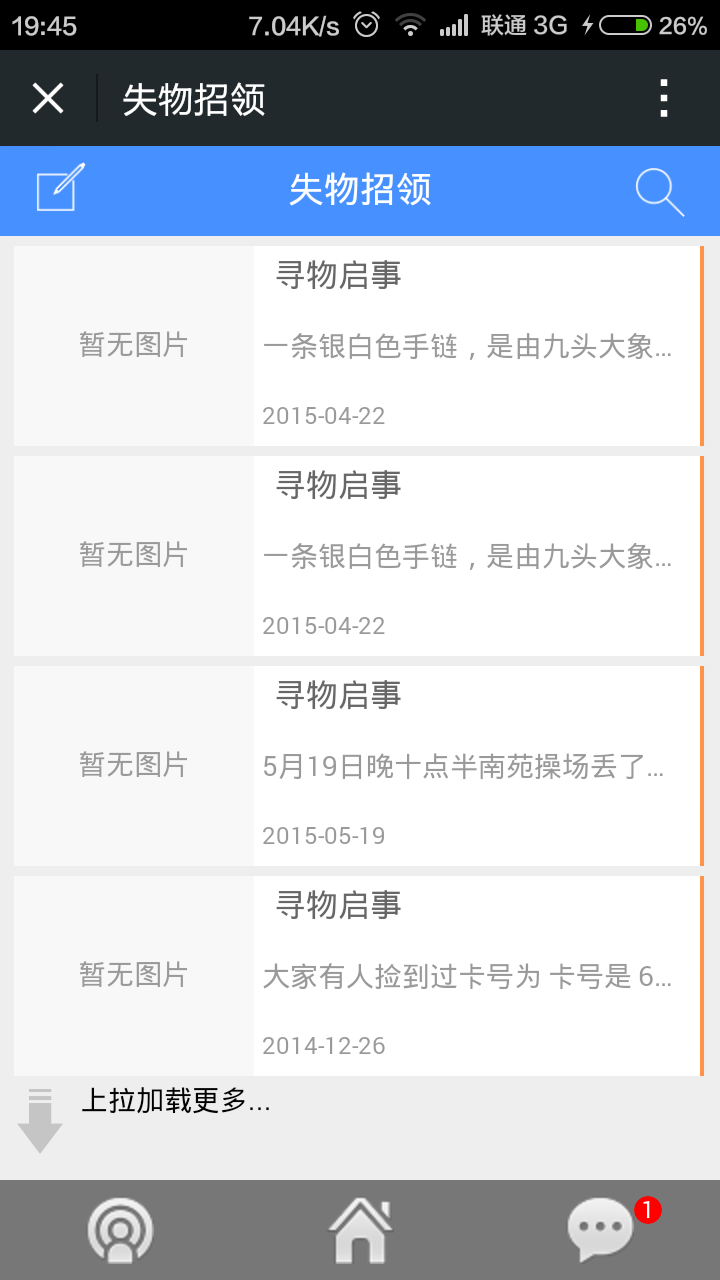 19:45 7.04K/s 联通 3G 26%
失物招领
失物招领
寻物启事
暂无图片
一条银白色手链，是由九头大象...
2015-04-22
寻物启事
暂无图片
一条银白色手链，是由九头大象...
2015-04-22
寻物启事
暂无图片
5月19日晚十点半南苑操场丢了...
2015-05-19
寻物启事
暂无图片
大家有人捡到过卡号为 卡号是 6...
2014-12-26
上拉加载更多...
1